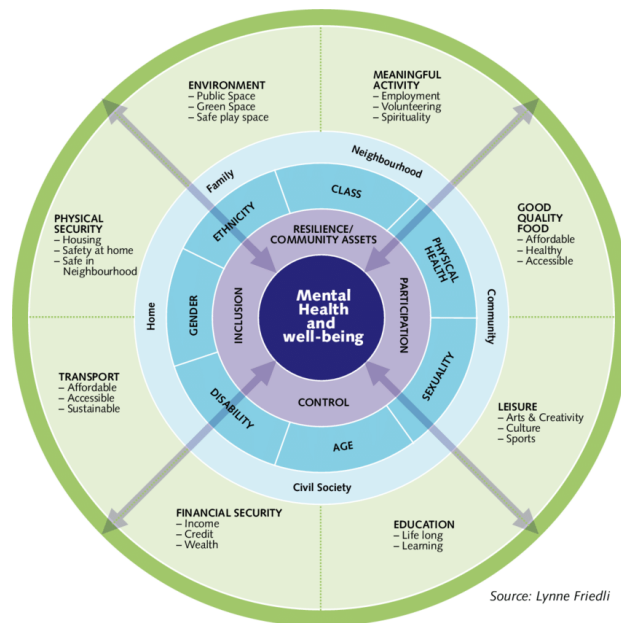 ENVIRONMENT
– Public Space
– Green Space
– Safe play space
MEANINGFUL
ACTIVITY
– Employment
– Volunteering
– Spirituality
PHYSICAL
SECURITY
– Housing
– Safety at home
– Safe in
Neighbourhood
GOOD
QUALITY
FOOD
– Affordable
– Healthy
– Accessible
TRANSPORT
– Affordable
– Accessible
– Sustainable
LEISURE
– Arts & Creativity
– Culture
– Sports
FINANCIAL SECURITY
– Income
– Credit
– Wealth
EDUCATION
– Life long
– Learning
Family
Neighbourhood
Home
Community
Civil Society
ETHNICITY
CLASS
PHYSICAL
HEALTH
GENDER
SEXUALITY
DISABILITY
AGE
RESILIENCE/
COMMUNITY ASSETS
INCLUSION
PARTICIPATION
CONTROL
Mental
Health
and
well-being
Source: Lynne Friedli